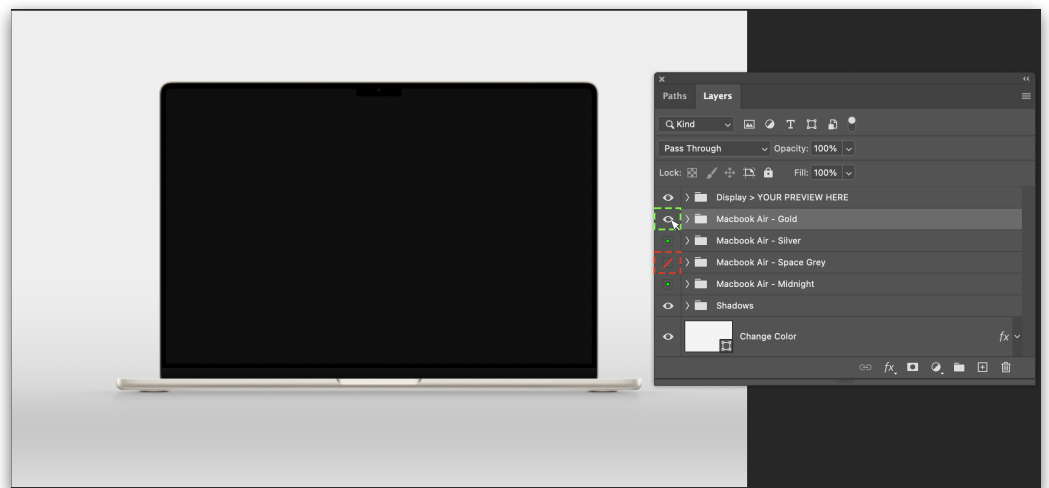 Paths Layers
Kind
Pass Through Opacity: 100%
Lock: Fill: 100%
Display > YOUR PREVIEW HERE
Macbook Air - Gold
Macbook Air - Silver
Macbook Air - Space Grey
Macbook Air - Midnight
Shadows
Change Color fx
fx